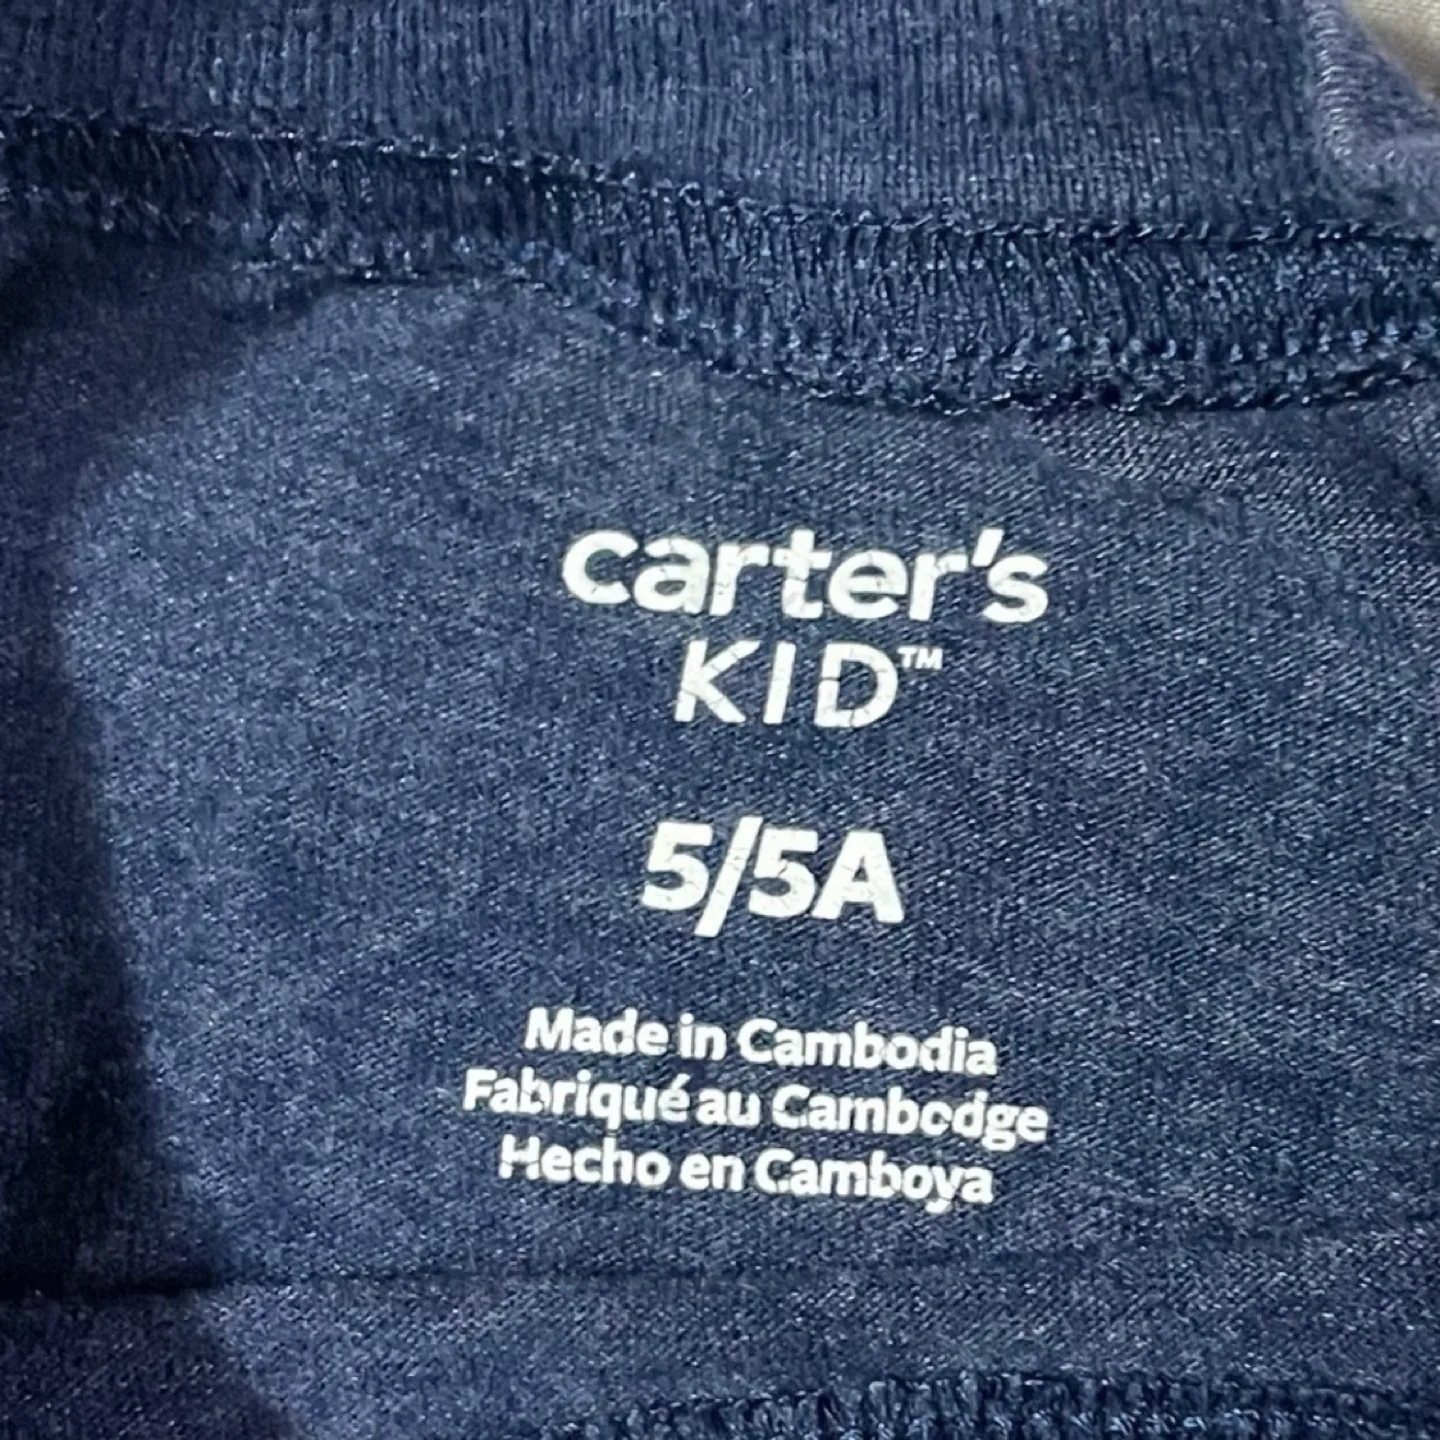 carter's
KID™
5/5A
Made in Cambodia
Fabriqué au Cambodge
Hecho en Camboya